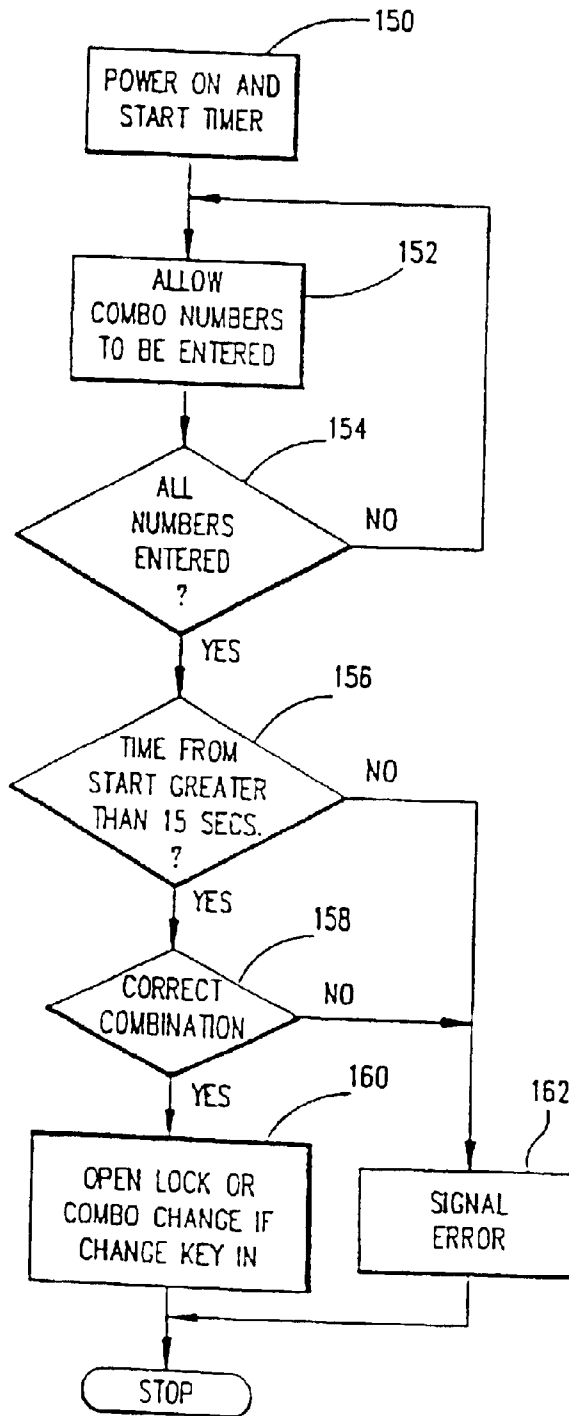 150
POWER ON AND
START TIMER
152
ALLOW
COMBO NUMBERS
TO BE ENTERED
154
ALL
NUMBERS
ENTERED
?
NO
YES
156
TIME FROM
START GREATER
THAN 15 SECS.
?
NO
YES
158
CORRECT
COMBINATION
NO
YES
160
OPEN LOCK OR
COMBO CHANGE IF
CHANGE KEY IN
162
SIGNAL
ERROR
STOP